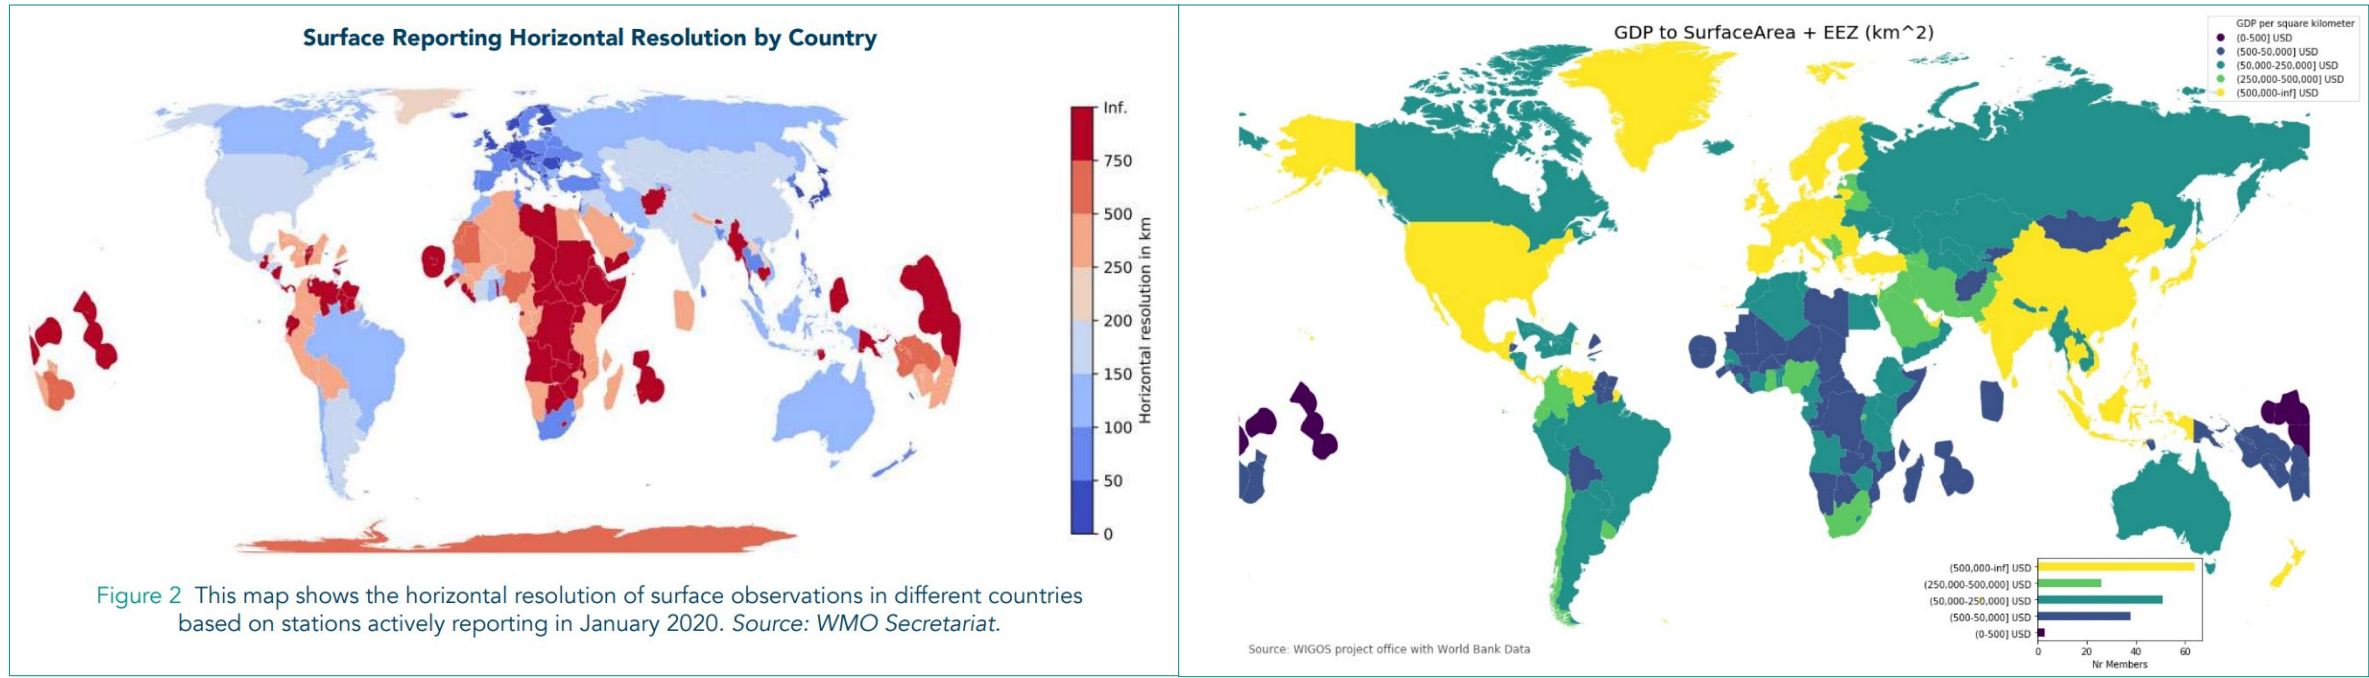 Surface Reporting Horizontal Resolution by Country
Inf.
750
500
250
200
150
100
50
0
Horizontal resolution in km
Figure 2 This map shows the horizontal resolution of surface observations in different countries
based on stations actively reporting in January 2020. Source: WMO Secretariat.
GDP to SurfaceArea + EEZ (km^2)
GDP per square kilometer
(0-500] USD
(500-50,000] USD
(50,000-250,000] USD
(250,000-500,000] USD
(500,000-inf] USD
(500,000-inf] USD
(250,000-500,000] USD
(50,000-250,000] USD
(500-50,000] USD
(0-500] USD
0 20 40 60
Nr Members
Source: WIGOS project office with World Bank Data